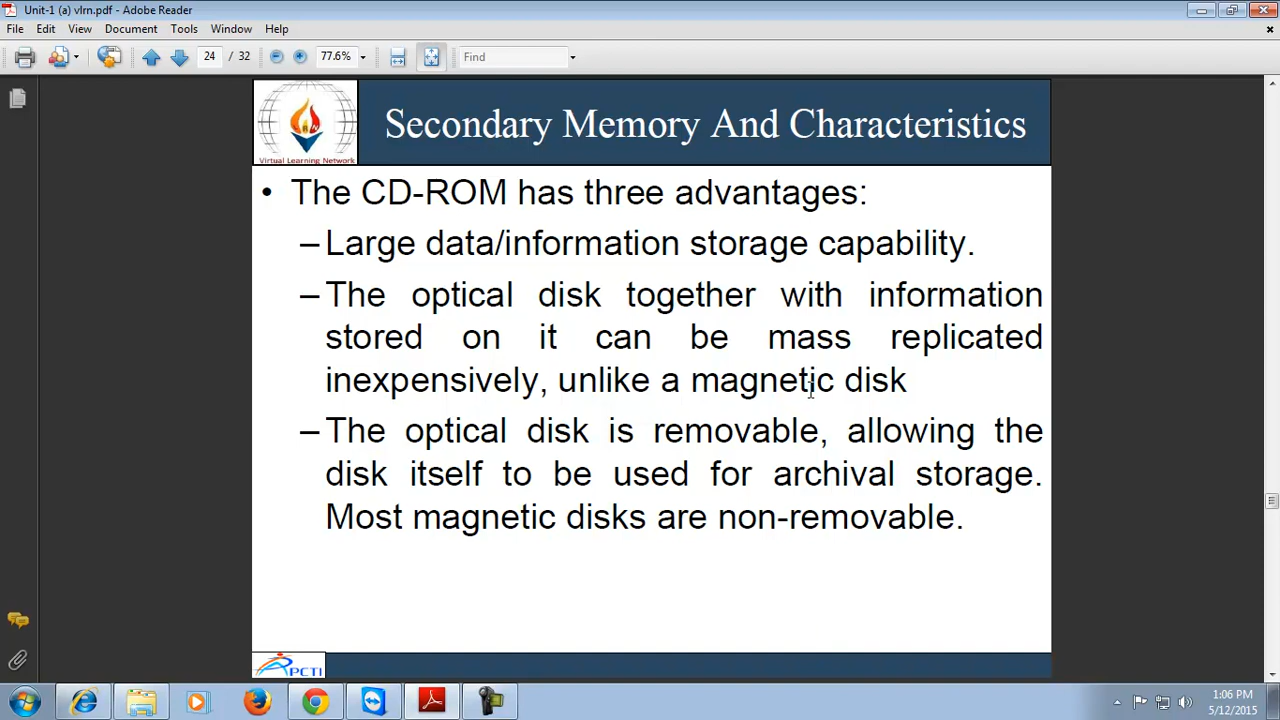 Unit-1 (a) vlrn.pdf - Adobe Reader
File Edit View Document Tools Window Help
24 / 32 77.6% Find
Virtual Learning Network
Secondary Memory And Characteristics
• The CD-ROM has three advantages:
– Large data/information storage capability.
– The optical disk together with information
stored on it can be mass replicated
inexpensively, unlike a magnetic disk
– The optical disk is removable, allowing the
disk itself to be used for archival storage.
Most magnetic disks are non-removable.
PCTI
1:06 PM
5/12/2015